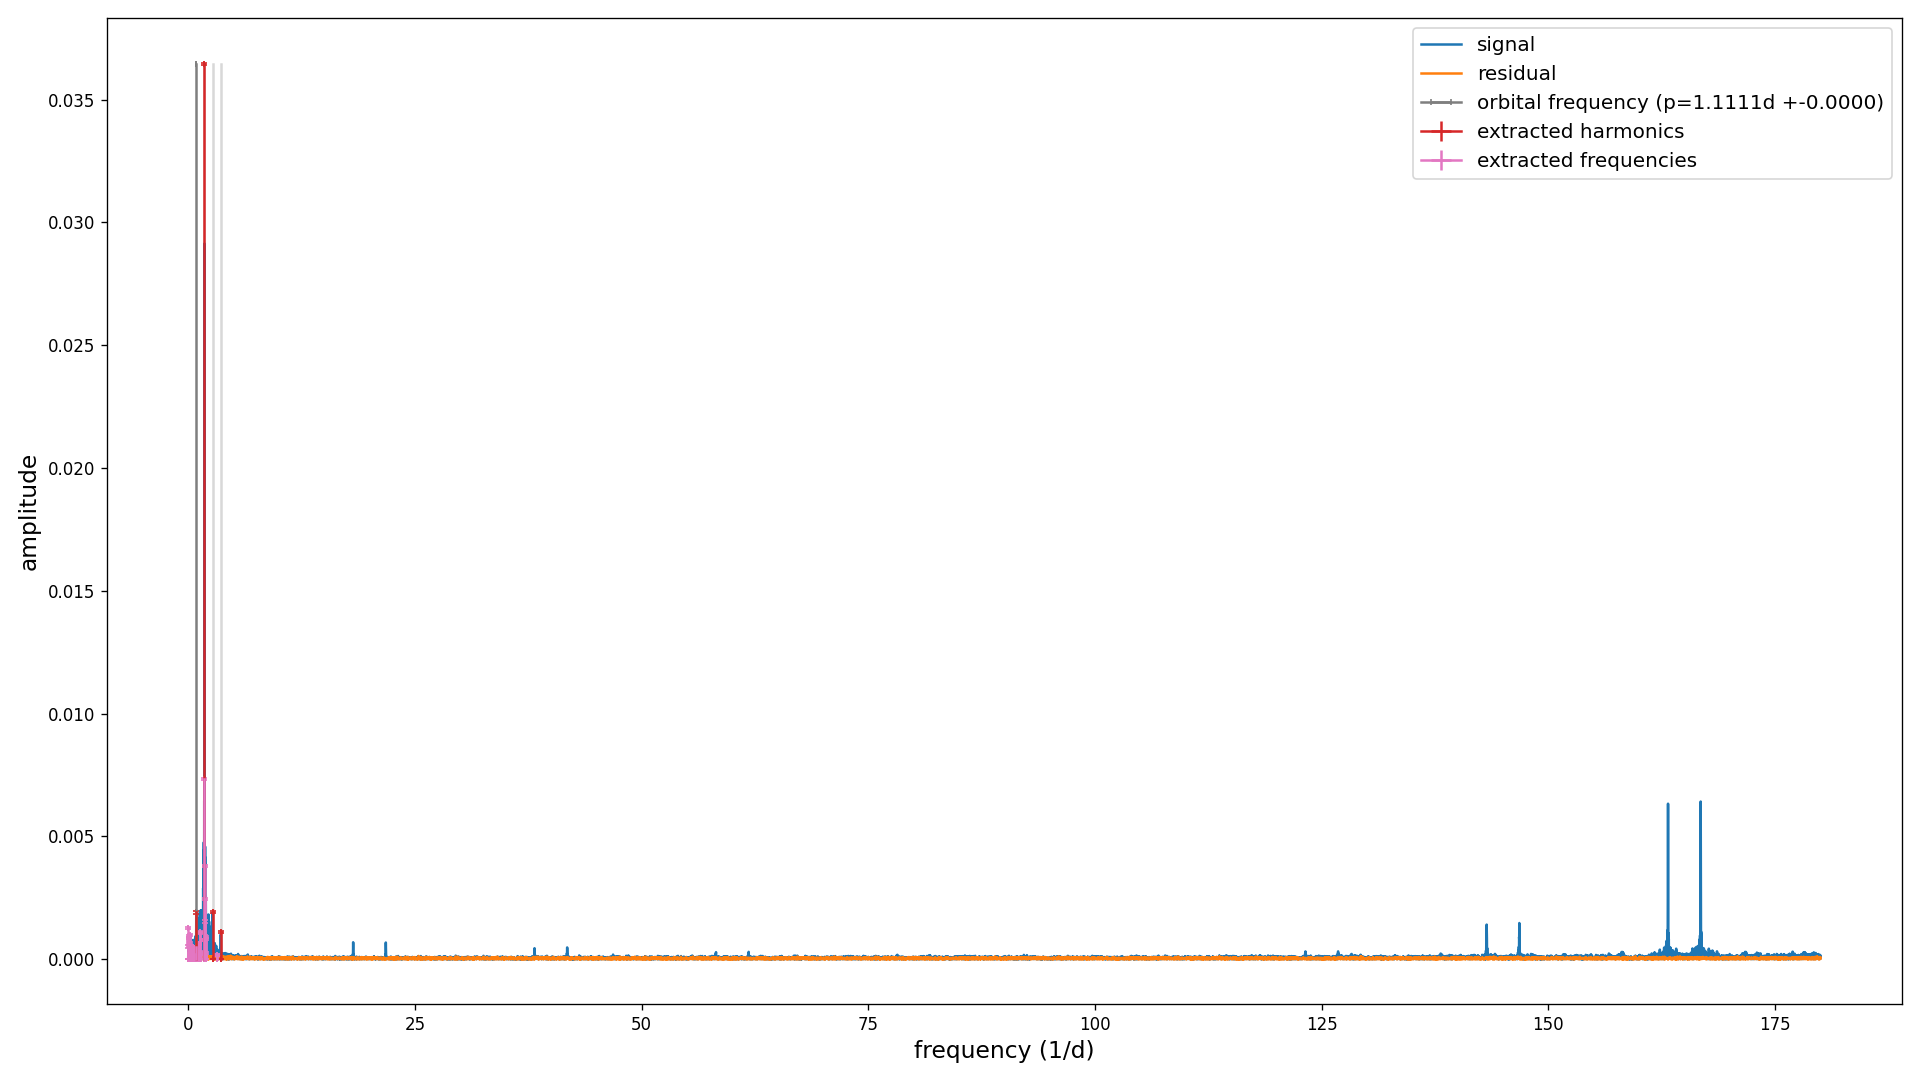 signal
residual
orbital frequency (p=1.1111d +-0.0000)
extracted harmonics
extracted frequencies
0.035
0.030
0.025
0.020
0.015
0.010
0.005
0.000
amplitude
0 25 50 75 100 125 150 175
frequency (1/d)